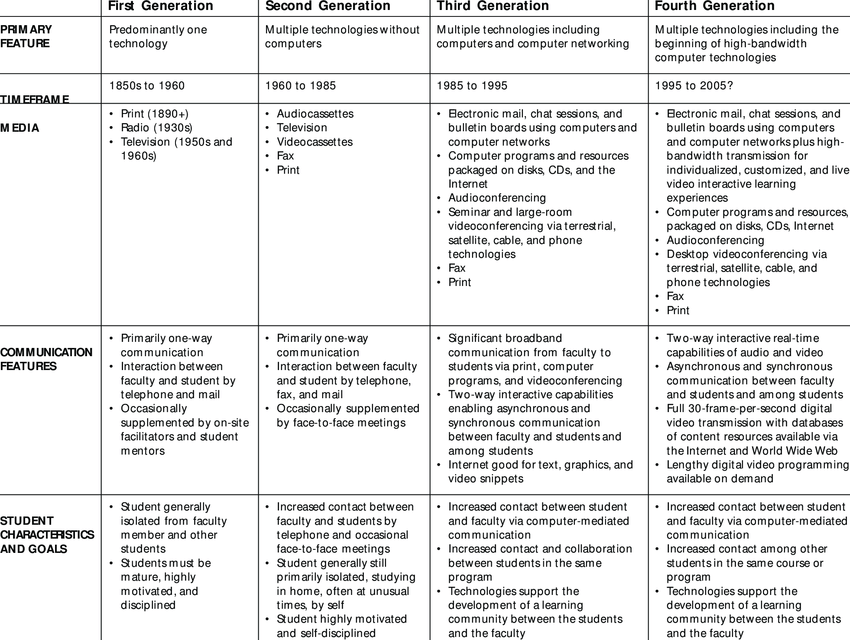 First Generation
Second Generation
Third Generation
Fourth Generation
PRIMARY
FEATURE
Predominantly one
technology
Multiple technologies without
computers
Multiple technologies including
computers and computer networking
Multiple technologies including the
beginning of high-bandwidth
computer technologies
TIMEFRAME
1850s to 1960
1960 to 1985
1985 to 1995
1995 to 2005?
MEDIA
• Print (1890+)
• Radio (1930s)
• Television (1950s and
1960s)
• Audiocassettes
• Television
• Videocassettes
• Fax
• Print
• Electronic mail, chat sessions, and
bulletin boards using computers and
computer networks
• Computer programs and resources
packaged on disks, CDs, and the
Internet
• Audioconferencing
• Seminar and large-room
videoconferencing via terrestrial,
satellite, cable, and phone
technologies
• Fax
• Print
• Electronic mail, chat sessions, and
bulletin boards using computers
and computer networks plus high-
bandwidth transmission for
individualized, customized, and live
video interactive learning
experiences
• Computer programs and resources,
packaged on disks, CDs, Internet
• Audioconferencing
• Desktop videoconferencing via
terrestrial, satellite, cable, and
phone technologies
• Fax
• Print
COMMUNICATION
FEATURES
• Primarily one-way
communication
• Interaction between
faculty and student by
telephone and mail
• Occasionally
supplemented by on-site
facilitators and student
mentors
• Primarily one-way
communication
• Interaction between faculty
and student by telephone,
fax, and mail
• Occasionally supplemented
by face-to-face meetings
• Significant broadband
communication from faculty to
students via print, computer
programs, and videoconferencing
• Two-way interactive capabilities
enabling asynchronous and
synchronous communication
between faculty and students and
among students
• Internet good for text, graphics, and
video snippets
• Two-way interactive real-time
capabilities of audio and video
• Asynchronous and synchronous
communication between faculty
and students and among students
• Full 30-frame-per-second digital
video transmission with databases
of content resources available via
the Internet and World Wide Web
• Lengthy digital video programming
available on demand
STUDENT
CHARACTERISTICS
AND GOALS
• Student generally
isolated from faculty
member and other
students
• Students must be
mature, highly
motivated, and
disciplined
• Increased contact between
faculty and students by
telephone and occasional
face-to-face meetings
• Student generally still
primarily isolated, studying
in home, often at unusual
times, by self
• Student highly motivated
and self-disciplined
• Increased contact between student
and faculty via computer-mediated
communication
• Increased contact and collaboration
between students in the same
program
• Technologies support the
development of a learning
community between the students
and the faculty
• Increased contact between student
and faculty via computer-mediated
communication
• Increased contact among other
students in the same course or
program
• Technologies support the
development of a learning
community between the students
and the faculty